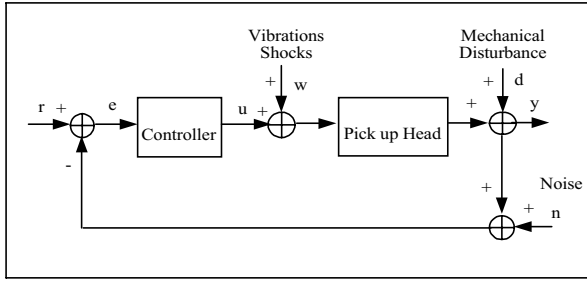 Vibrations
Shocks
Mechanical
Disturbance
+ w
+ d
r + e
Controller
u +
Pick up Head
+ y
-
+
Noise
+ n